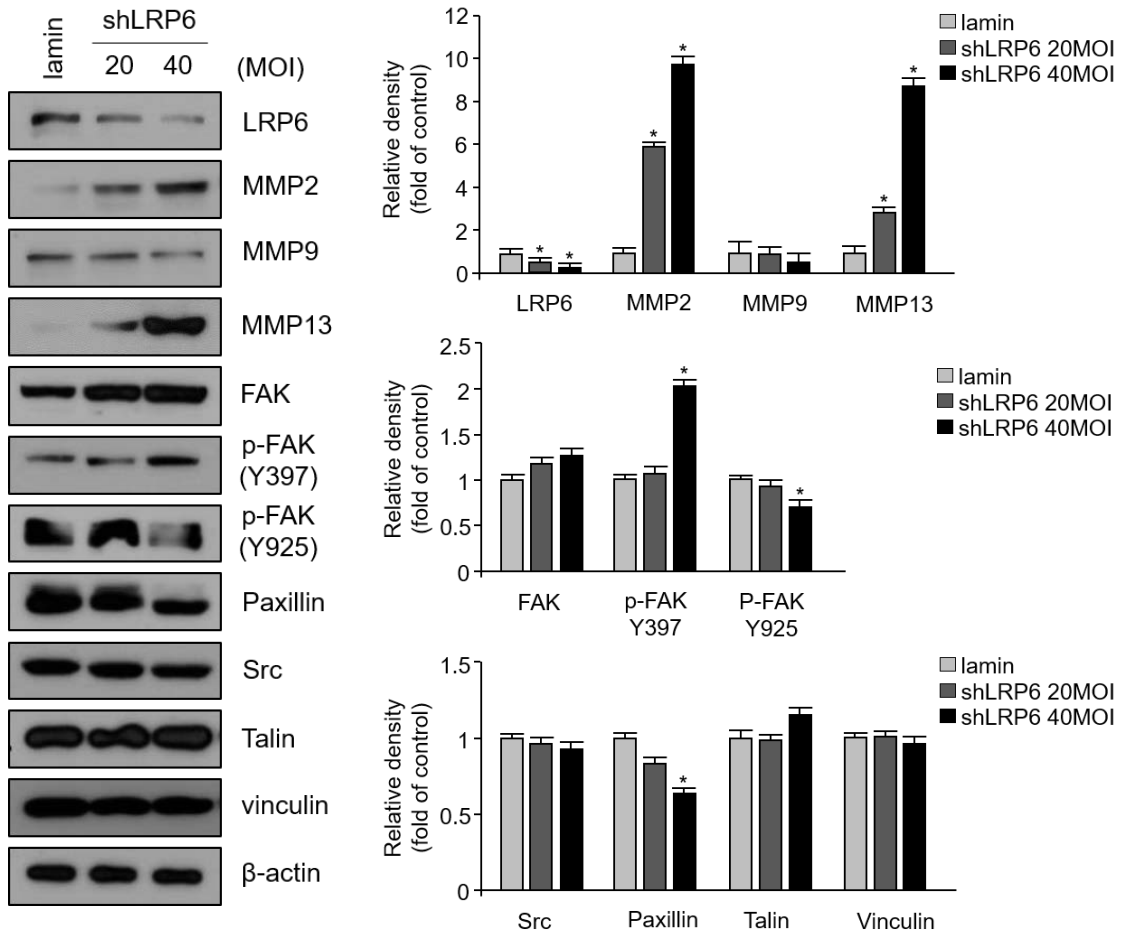 lamin
shLRP6
20 40 (MOI)
LRP6
MMP2
MMP9
MMP13
FAK
p-FAK
(Y397)
p-FAK
(Y925)
Paxillin
Src
Talin
vinculin
β-actin
Relative density
(fold of control)
12
10
8
6
4
2
0
* * * * * *
LRP6 MMP2 MMP9 MMP13
lamin
shLRP6 20MOI
shLRP6 40MOI
Relative density
(fold of control)
2.5
2
1.5
1
0.5
0
* *
FAK p-FAK P-FAK
Y397 Y925
lamin
shLRP6 20MOI
shLRP6 40MOI
Relative density
(fold of control)
1.5
1
0.5
0
*
Src Paxillin Talin Vinculin
lamin
shLRP6 20MOI
shLRP6 40MOI